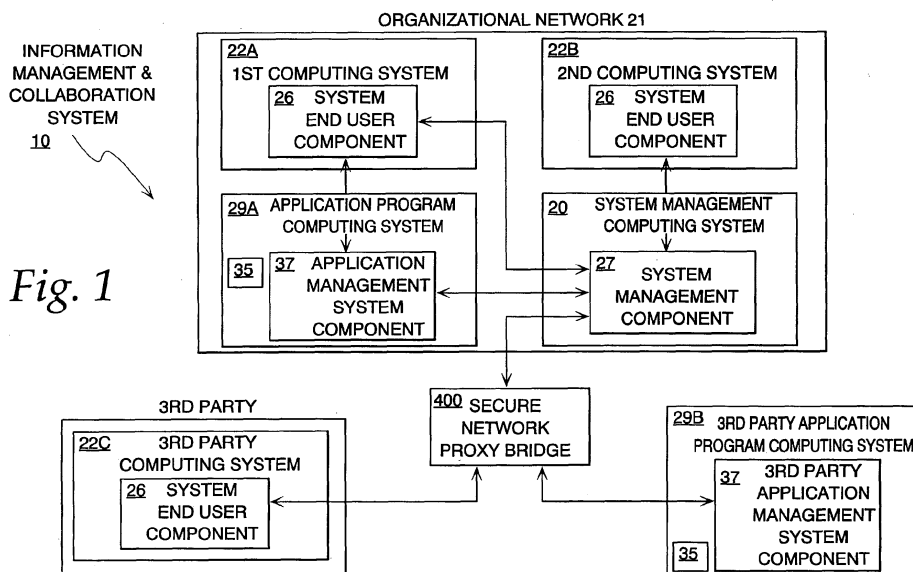 ORGANIZATIONAL NETWORK 21
INFORMATION
MANAGEMENT &
COLLABORATION
SYSTEM
10
22A
1ST COMPUTING SYSTEM
26 SYSTEM
END USER
COMPONENT
22B
2ND COMPUTING SYSTEM
26 SYSTEM
END USER
COMPONENT
29A APPLICATION PROGRAM
COMPUTING SYSTEM
35
37 APPLICATION
MANAGEMENT
SYSTEM
COMPONENT
20 SYSTEM MANAGEMENT
COMPUTING SYSTEM
27
SYSTEM
MANAGEMENT
COMPONENT
Fig. 1
400 SECURE
NETWORK
PROXY BRIDGE
3RD PARTY
22C 3RD PARTY
COMPUTING SYSTEM
26 SYSTEM
END USER
COMPONENT
29B 3RD PARTY APPLICATION
PROGRAM COMPUTING SYSTEM
37 3RD PARTY
APPLICATION
MANAGEMENT
SYSTEM
COMPONENT
35